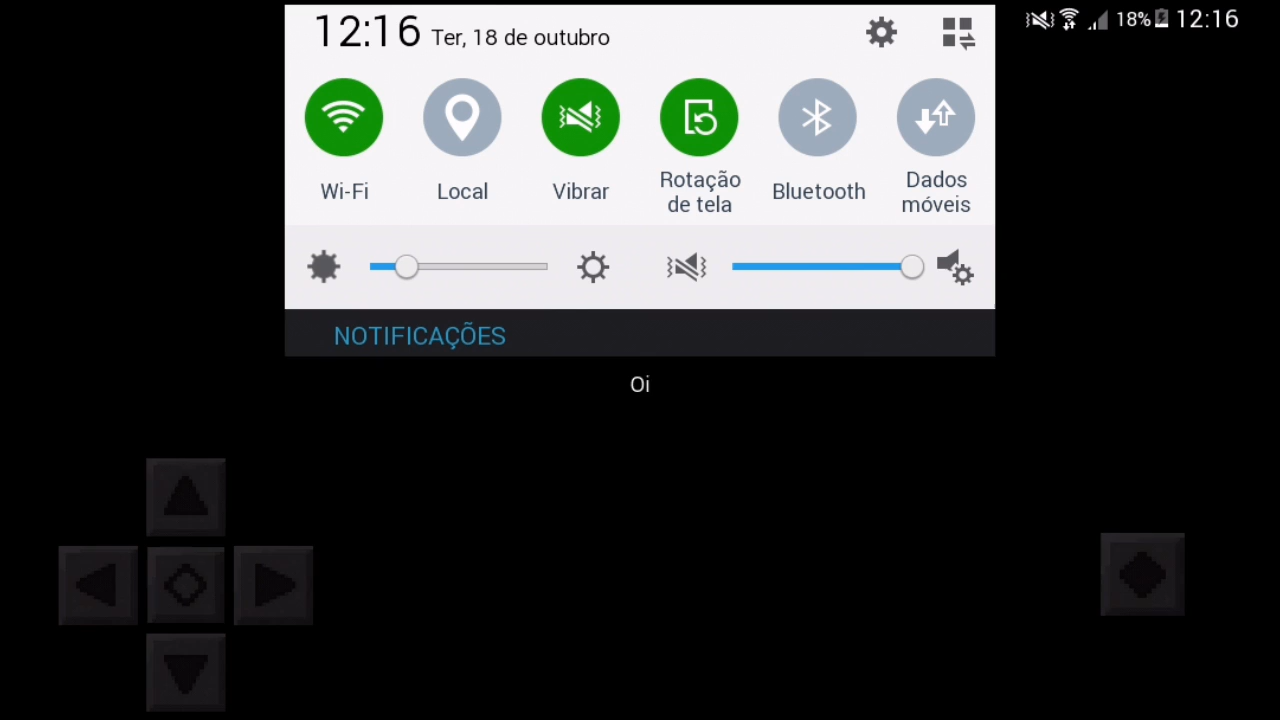 12:16 Ter, 18 de outubro
18% 12:16
Wi-Fi
Local
Vibrar
Rotação
de tela
Bluetooth
Dados
móveis
NOTIFICAÇÕES
Oi